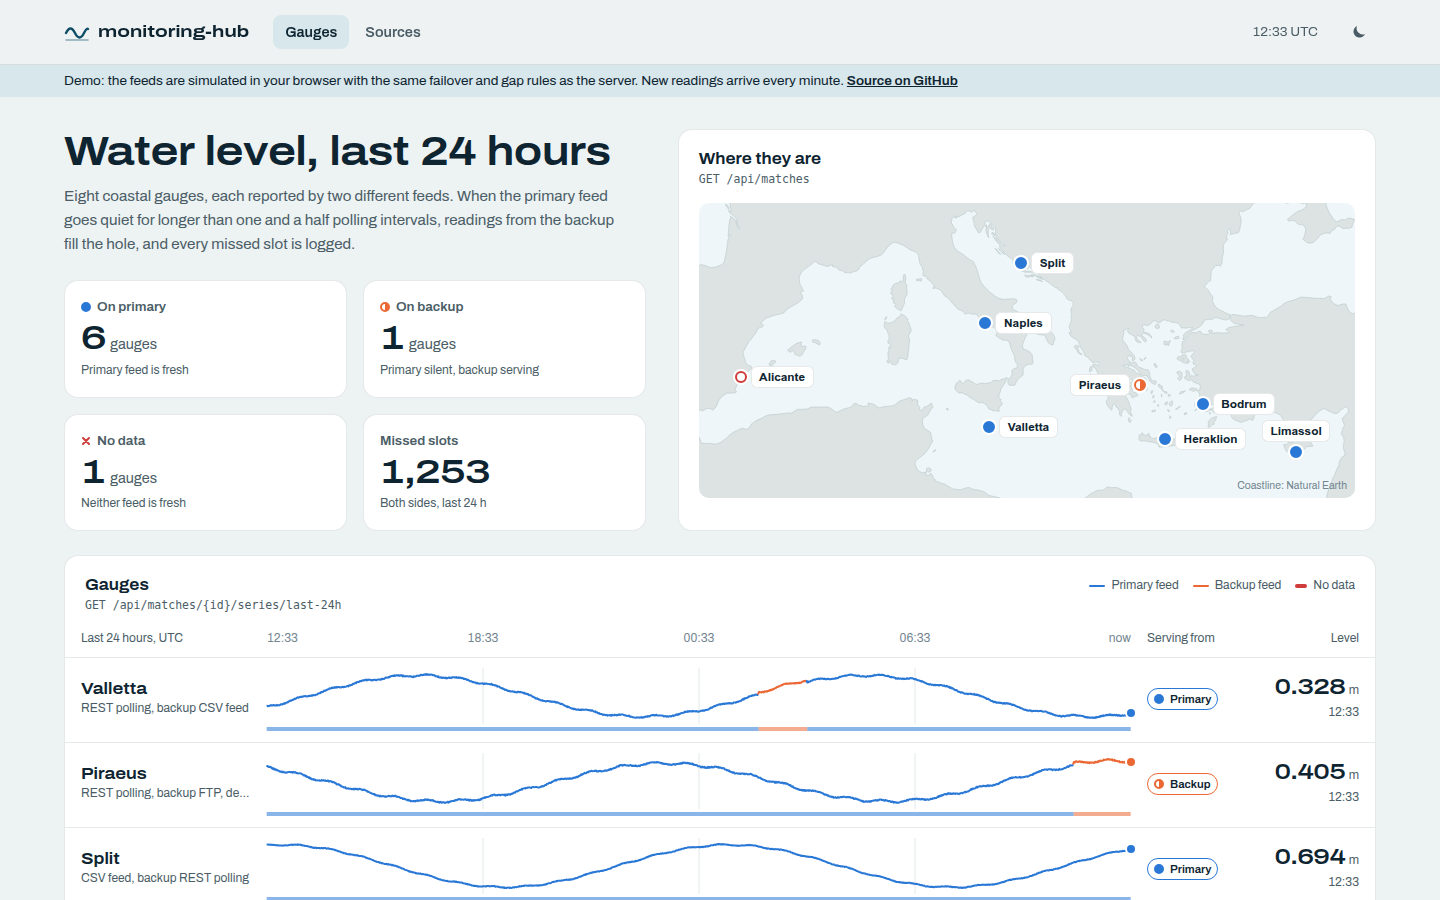 monitoring-hub
Gauges
Sources
12:33 UTC
Demo: the feeds are simulated in your browser with the same failover and gap rules as the server. New readings arrive every minute. Source on GitHub
Water level, last 24 hours
Eight coastal gauges, each reported by two different feeds. When the primary feed
goes quiet for longer than one and a half polling intervals, readings from the backup
fill the hole, and every missed slot is logged.
On primary
6 gauges
Primary feed is fresh
On backup
1 gauges
Primary silent, backup serving
No data
1 gauges
Neither feed is fresh
Missed slots
1,253
Both sides, last 24 h
Where they are
GET /api/matches
Split
Naples
Alicante
Piraeus
Bodrum
Valletta
Heraklion
Limassol
Coastline: Natural Earth
Gauges
GET /api/matches/{id}/series/last-24h
Primary feed
Backup feed
No data
Last 24 hours, UTC
12:33
18:33
00:33
06:33
now
Serving from
Level
Valletta
REST polling, backup CSV feed
Primary
0.328 m
12:33
Piraeus
REST polling, backup FTP, de...
Backup
0.405 m
12:33
Split
CSV feed, backup REST polling
Primary
0.694 m
12:33